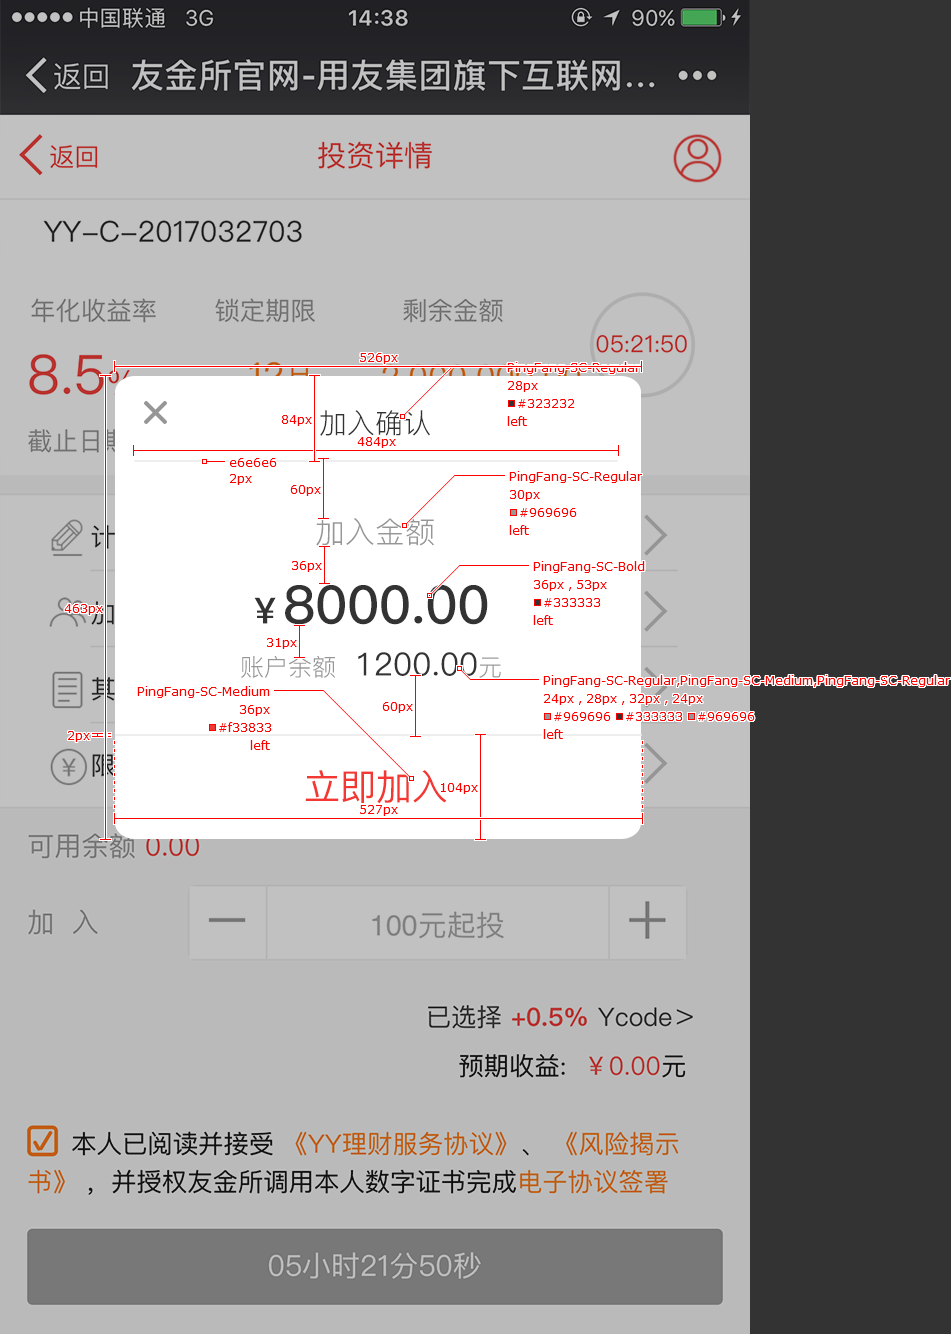 中国联通 3G 14:38 90%
返回 友金所官网-用友集团旗下互联网... •••
返回 投资详情
YY-C-2017032703
年化收益率 锁定期限 剩余金额
05:21:50
8.5%
526px
PingFang-SC-Regular
28px
#323232
left
84px
加入确认
484px
截止日
e6e6e6
2px
60px
PingFang-SC-Regular
30px
#969696
left
加入金额
计
36px
PingFang-SC-Bold
36px , 53px
#333333
left
463px
加
¥8000.00
31px
账户余额 1200.00元
PingFang-SC-Regular,PingFang-SC-Medium,PingFang-SC-Regular
24px , 28px , 32px , 24px
#969696 #333333 #969696
left
其
PingFang-SC-Medium
36px
#f33833
left
60px
2px
限
立即加入
104px
527px
可用余额 0.00
加 入 — 100元起投 +
已选择 +0.5% Ycode>
预期收益: ¥0.00元
本人已阅读并接受 《YY理财服务协议》、 《风险揭示
书》 ,并授权友金所调用本人数字证书完成电子协议签署
05小时21分50秒